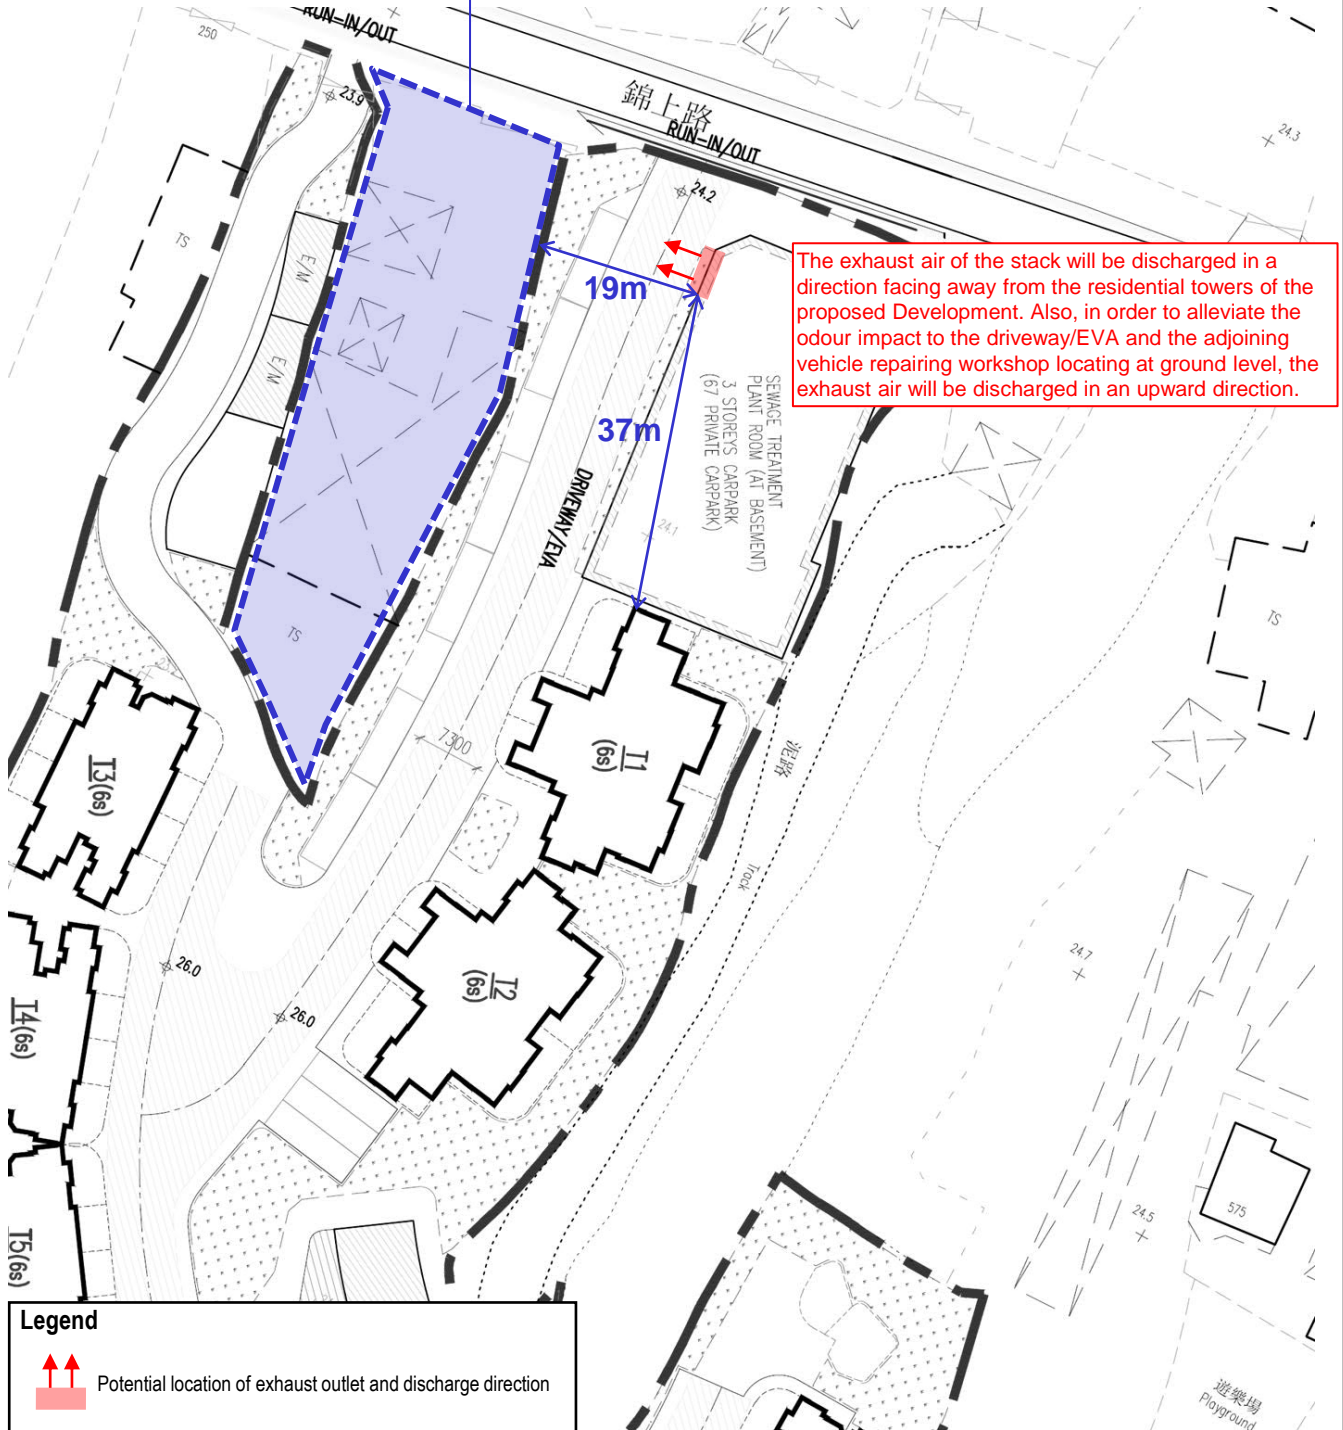 RUN-IN/OUT
250
23.9
錦上路
RUN-IN/OUT
24.3
24.2
TS
E/M
E/M
19m
The exhaust air of the stack will be discharged in a
direction facing away from the residential towers of the
proposed Development. Also, in order to alleviate the
odour impact to the driveway/EVA and the adjoining
vehicle repairing workshop locating at ground level, the
exhaust air will be discharged in an upward direction.
SEWAGE TREATMENT
PLANT ROOM (AT BASEMENT)
3 STOREYS CARPARK
(67 PRIVATE CARPARK)
37m
DRIVEWAY/EVA
24.1
TS
TS
7300
T1
(6s)
泥路
T3(6s)
Track
T2
(6s)
26.0
26.0
24.7
T4(6s)
24.5
575
T5(6s)
Legend
Potential location of exhaust outlet and discharge direction
遊樂場
Playground